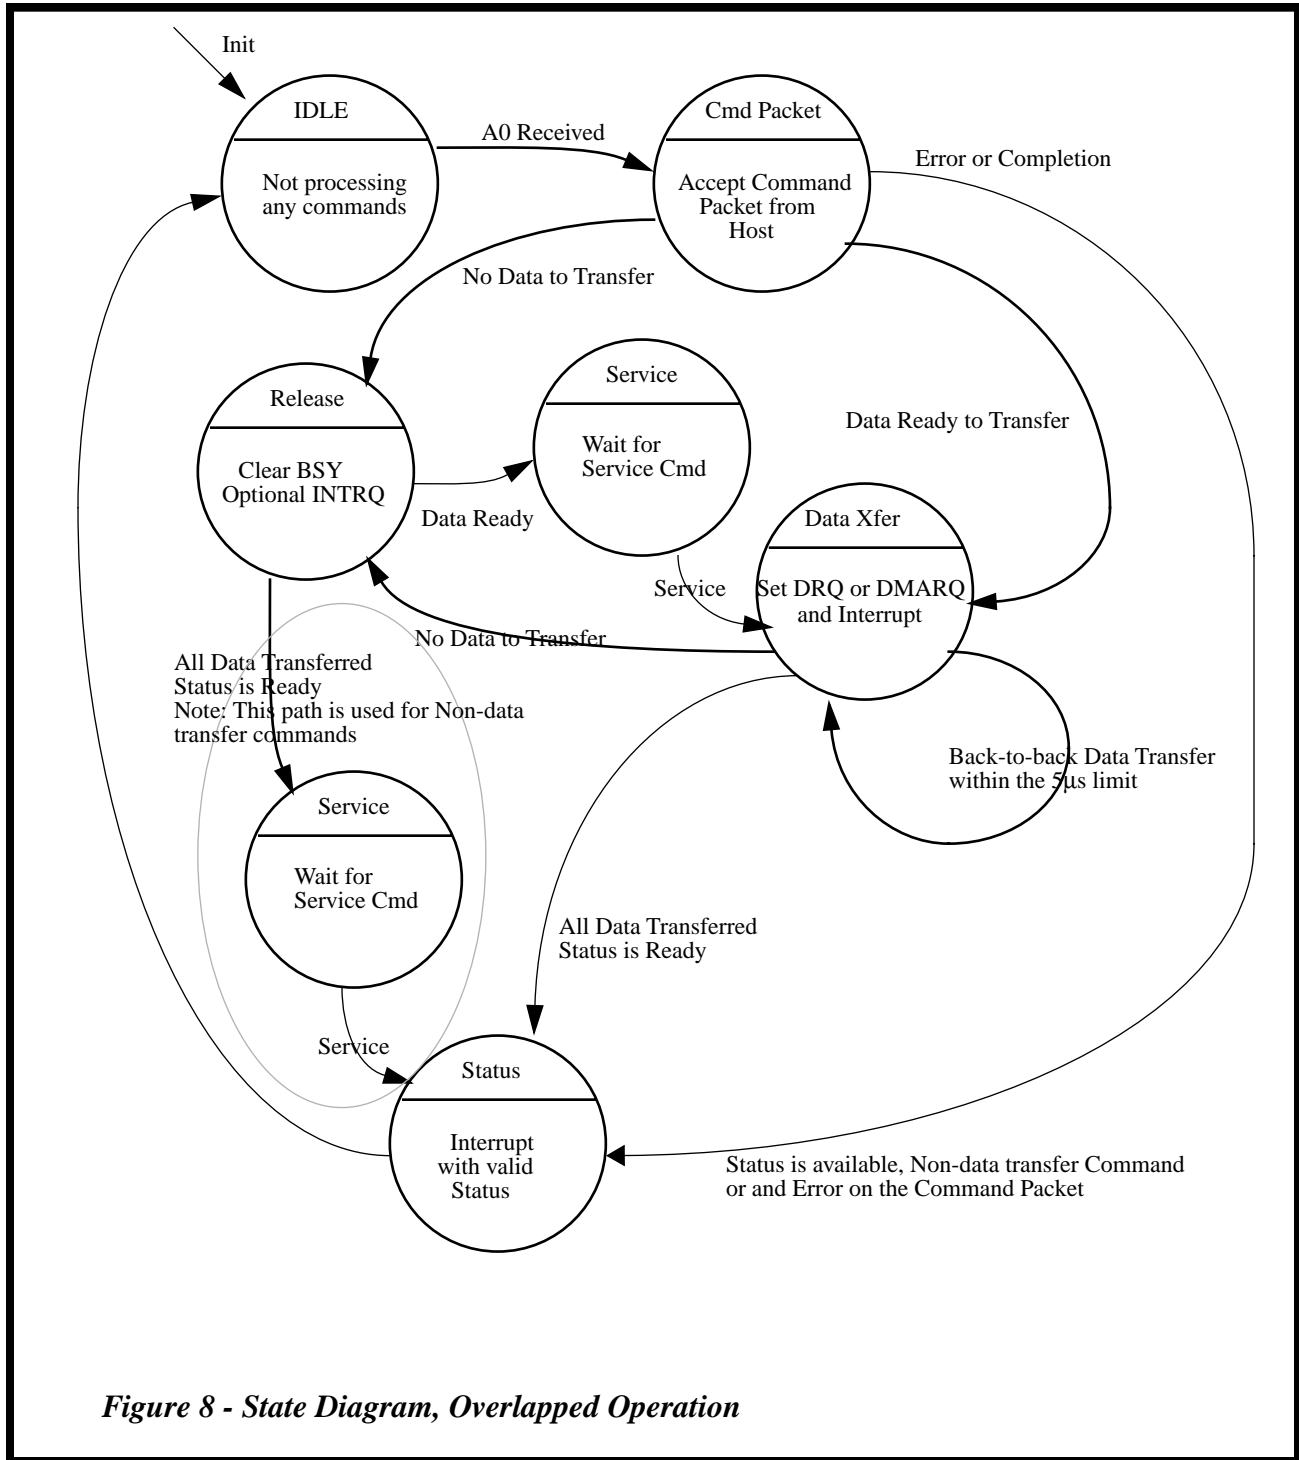 Init
IDLE
Not processing
any commands
A0 Received
Cmd Packet
Accept Command
Packet from
Host
Error or Completion
No Data to Transfer
Data Ready to Transfer
Release
Clear BSY
Optional INTRQ
Data Ready
Service
Wait for
Service Cmd
Service
Data Xfer
Set DRQ or DMARQ
and Interrupt
No Data to Transfer
All Data Transferred
Status is Ready
Note: This path is used for Non-data
transfer commands
Back-to-back Data Transfer
within the 5µs limit
Service
Wait for
Service Cmd
All Data Transferred
Status is Ready
Service
Status
Interrupt
with valid
Status
Status is available, Non-data transfer Command
or and Error on the Command Packet
Figure 8 - State Diagram, Overlapped Operation